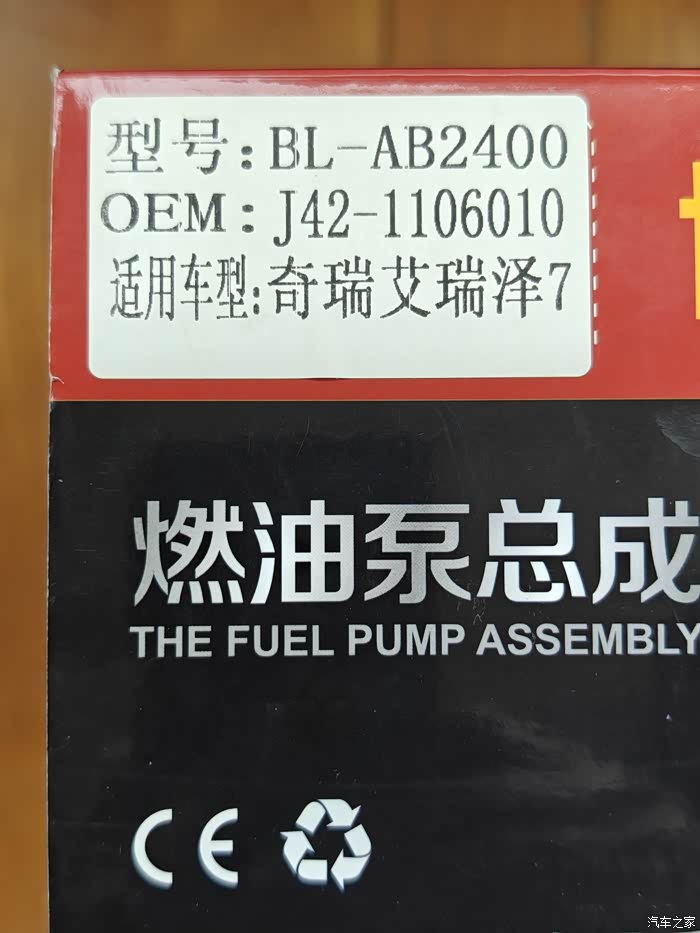 型号:BL-AB2400
OEM:J42-1106010
适用车型:奇瑞艾瑞泽7
燃油泵总成
THE FUEL PUMP ASSEMBLY
CE
汽车之家